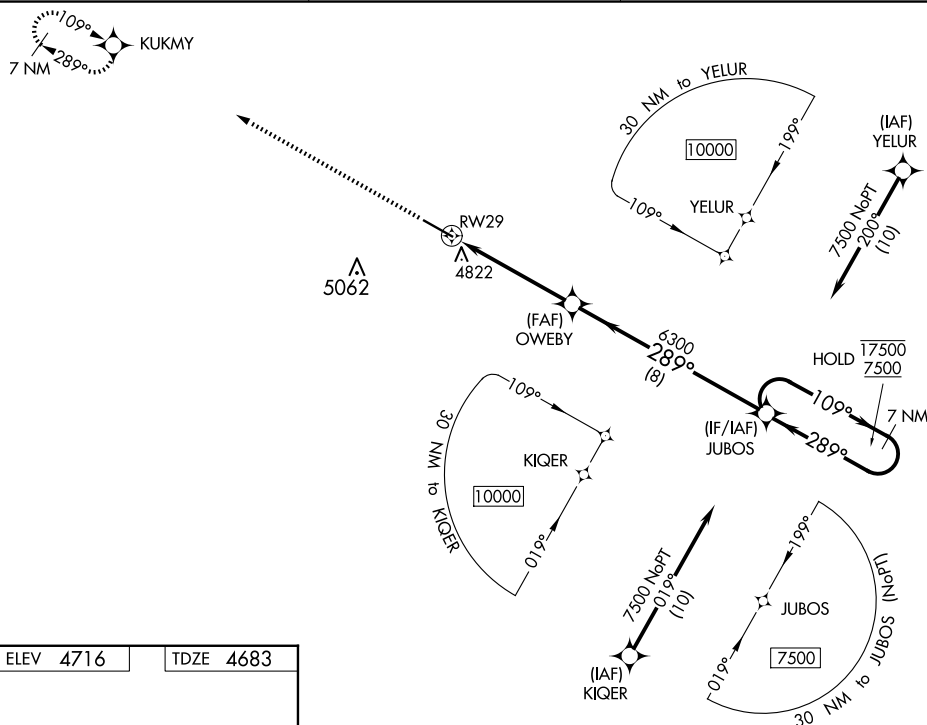 109°
289°
7 NM
KUKMY
30 NM to YELUR
10000
199°
109°
YELUR
(IAF)
YELUR
7500 NoPT
200°
(10)
RW29
4822
5062
(FAF)
OWEBY
6300
289°
(8)
HOLD
17500
7500
109°
289°
7 NM
(IF/IAF)
JUBOS
109°
30 NM to KIQER
KIQER
10000
019°
7500 NoPT
019°
(10)
(IAF)
KIQER
199°
JUBOS
7500
019°
30 NM to JUBOS (NoPT)
ELEV 4716
TDZE 4683